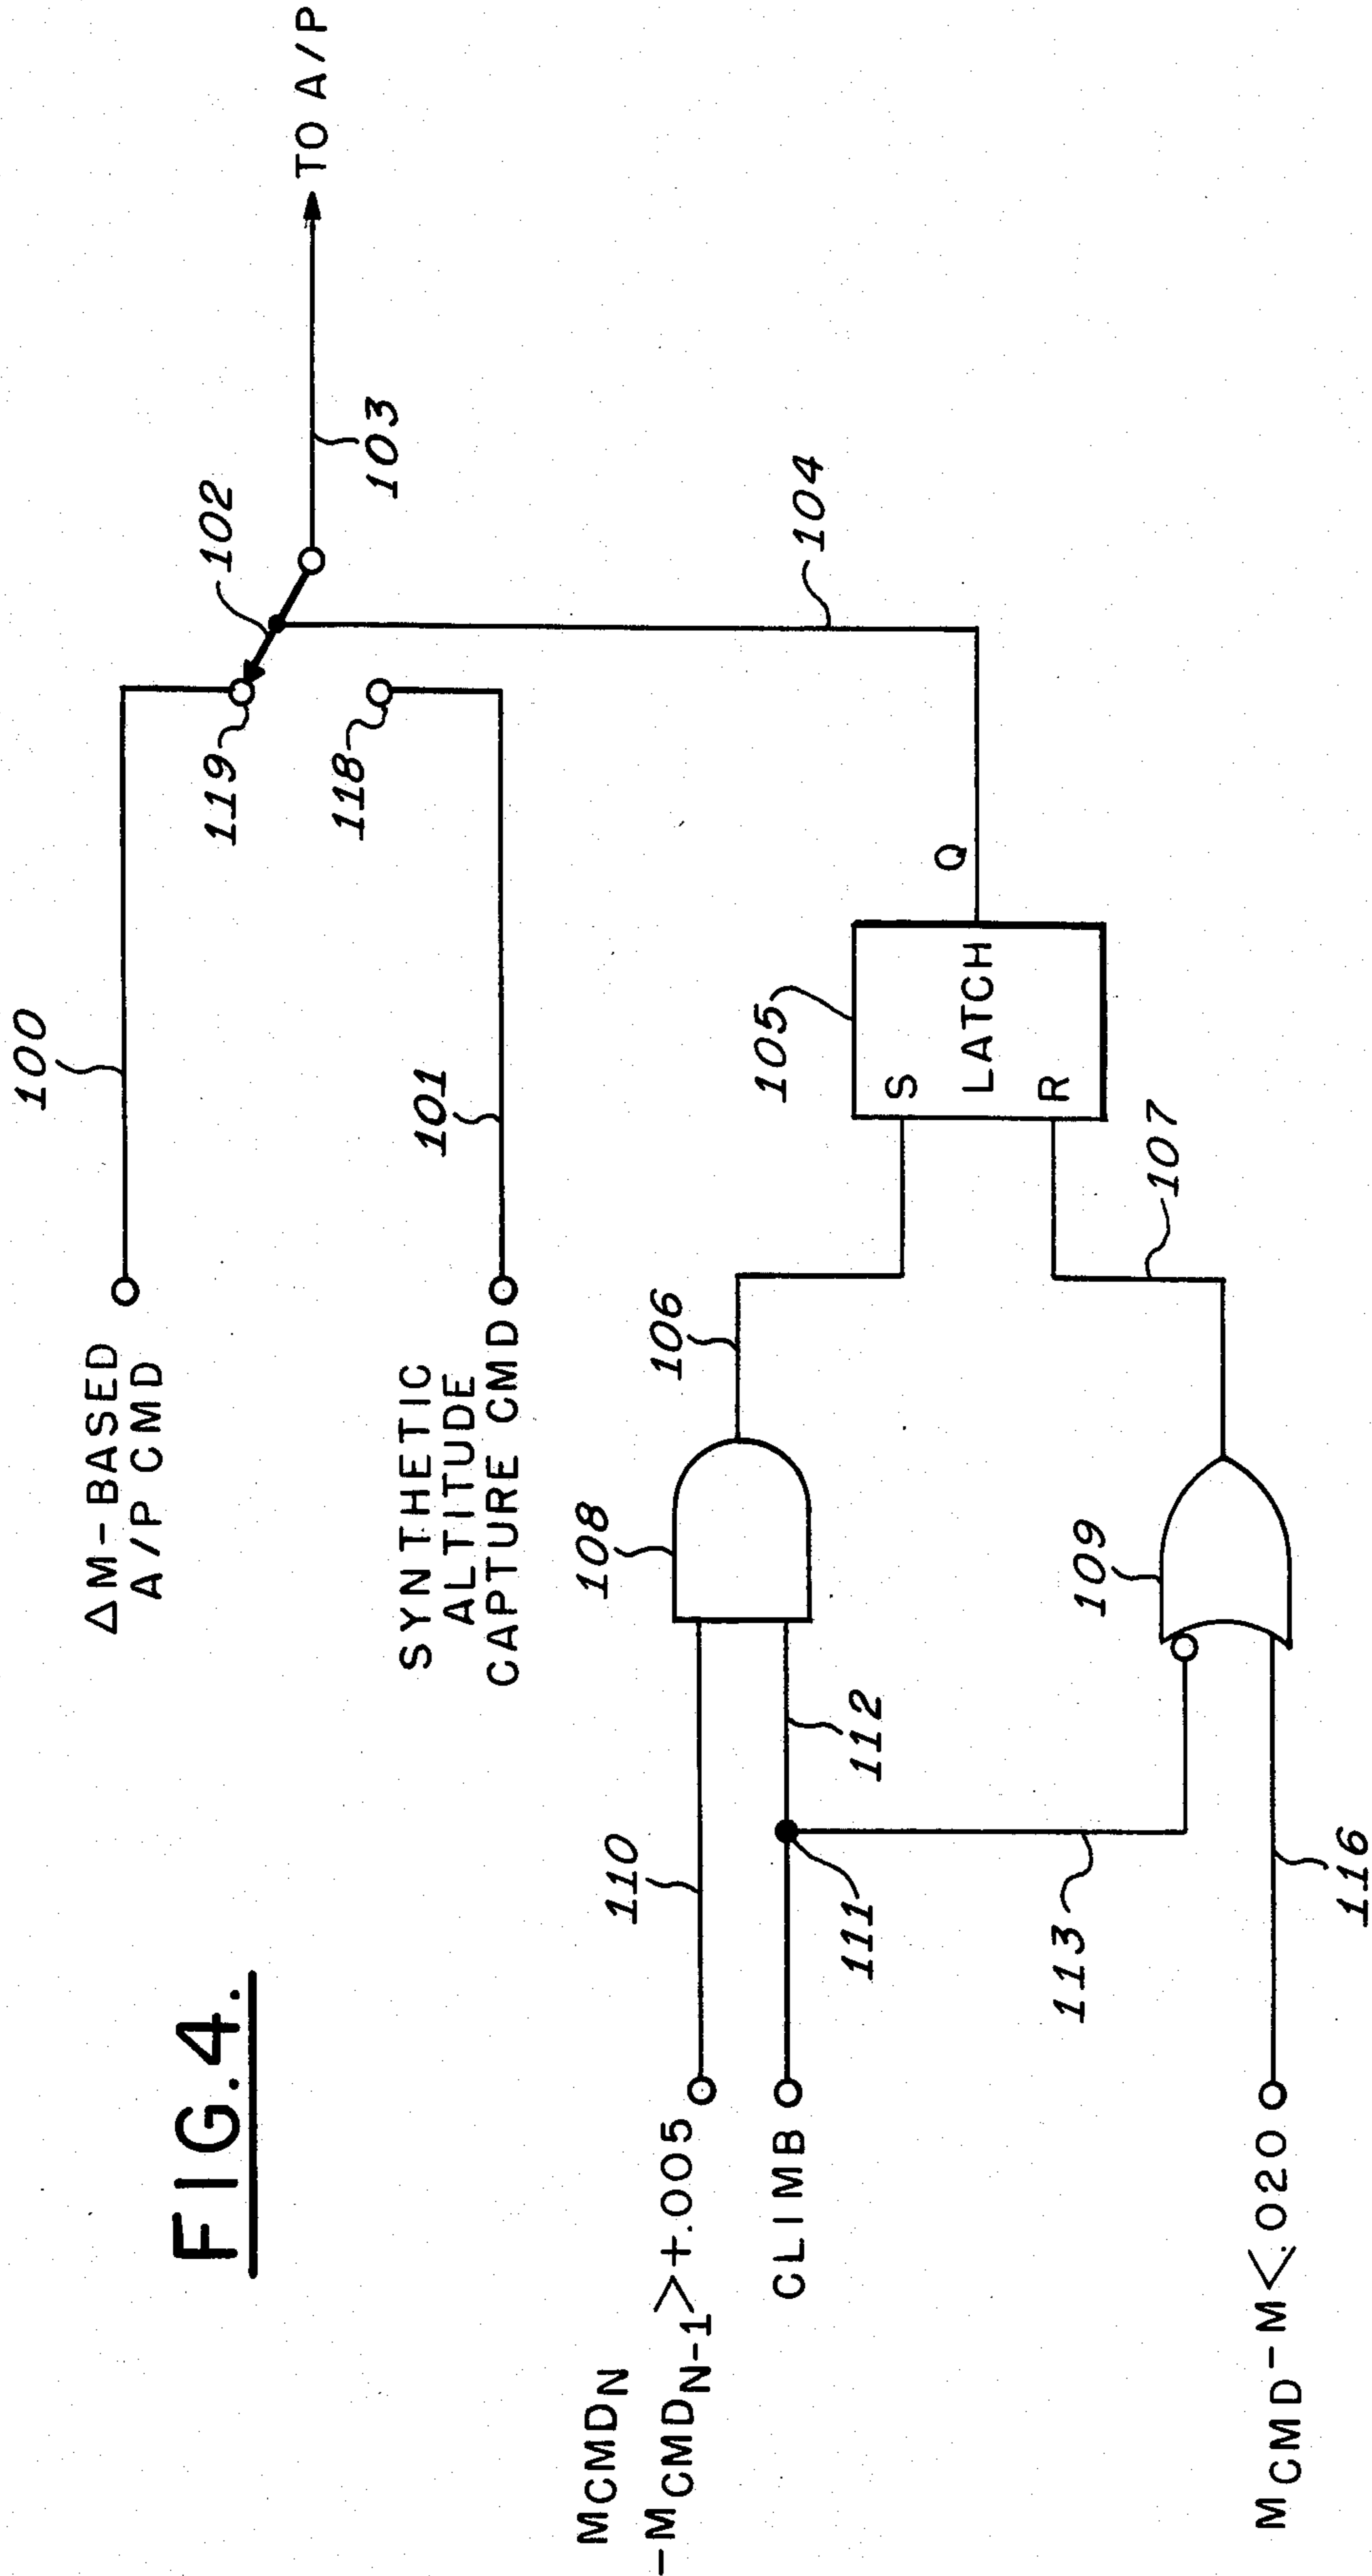 FIG.4.
100
ΔM-BASED
A/P CMD
119
102
TO A/P
118
103
101
SYNTHETIC
ALTITUDE
CAPTURE CMD
104
MCMDN
-MCMDN-1>+.005
110
108
106
105
S
LATCH
R
Q
CLIMB
111
112
113
109
107
MCMD-M<.020
116